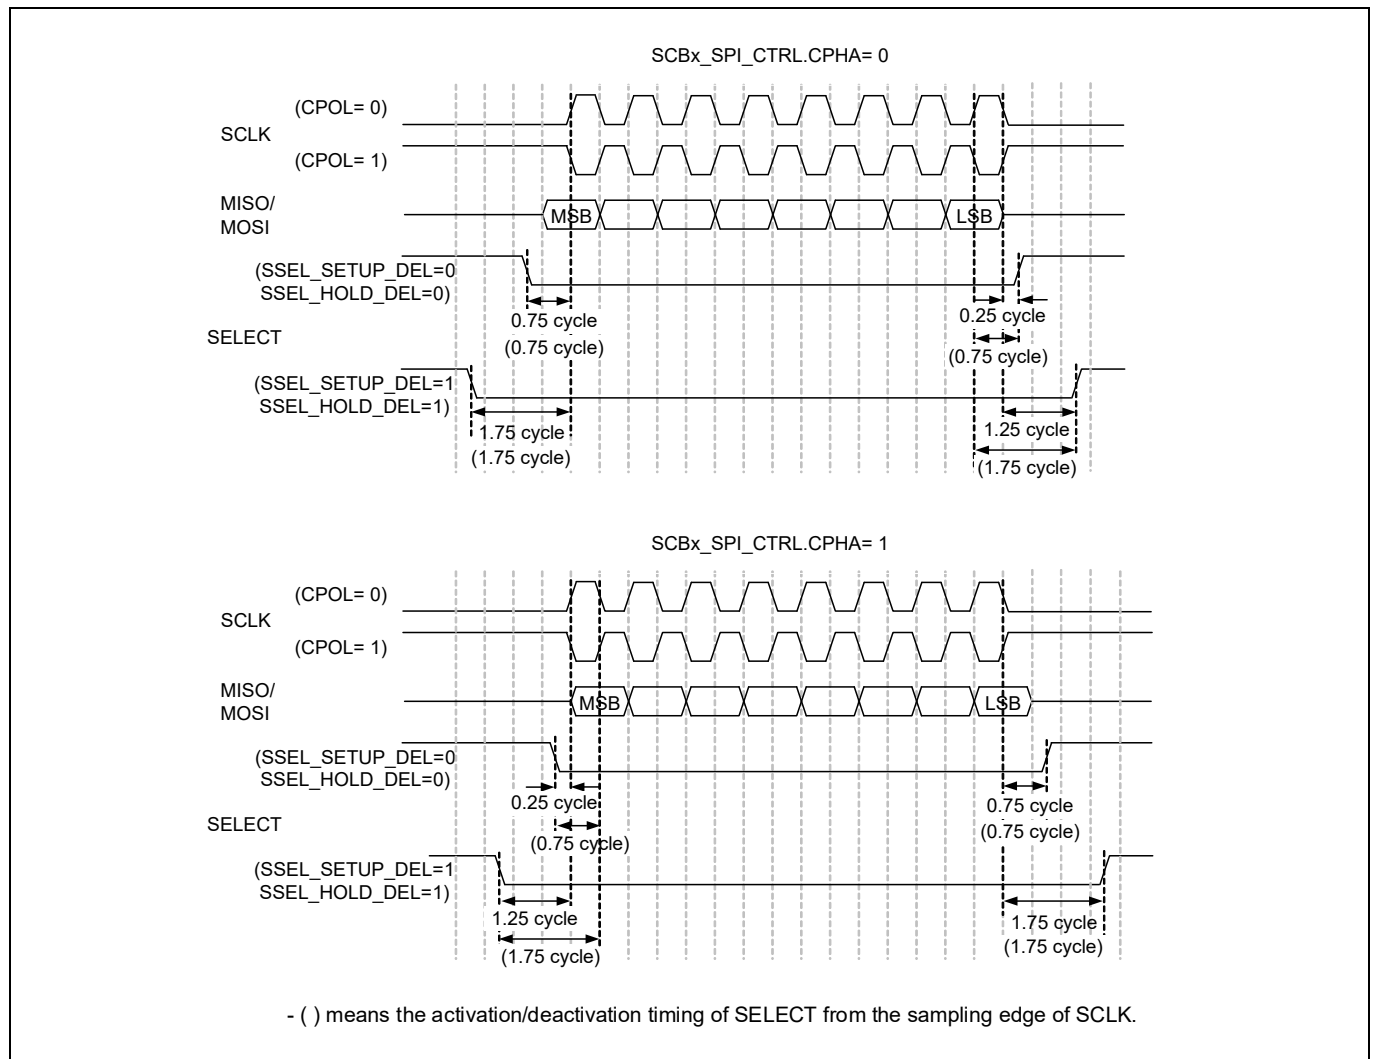 SCBx_SPI_CTRL.CPHA= 0
(CPOL= 0)
SCLK
(CPOL= 1)
MISO/
MOSI
MSB
LSB
(SSEL_SETUP_DEL=0
SSEL_HOLD_DEL=0)
0.75 cycle
(0.75 cycle)
0.25 cycle
(0.75 cycle)
SELECT
(SSEL_SETUP_DEL=1
SSEL_HOLD_DEL=1)
1.75 cycle
(1.75 cycle)
1.25 cycle
(1.75 cycle)
SCBx_SPI_CTRL.CPHA= 1
(CPOL= 0)
SCLK
(CPOL= 1)
MISO/
MOSI
MSB
LSB
(SSEL_SETUP_DEL=0
SSEL_HOLD_DEL=0)
0.25 cycle
(0.75 cycle)
0.75 cycle
(0.75 cycle)
SELECT
(SSEL_SETUP_DEL=1
SSEL_HOLD_DEL=1)
1.25 cycle
(1.75 cycle)
1.75 cycle
(1.75 cycle)
- ( ) means the activation/deactivation timing of SELECT from the sampling edge of SCLK.